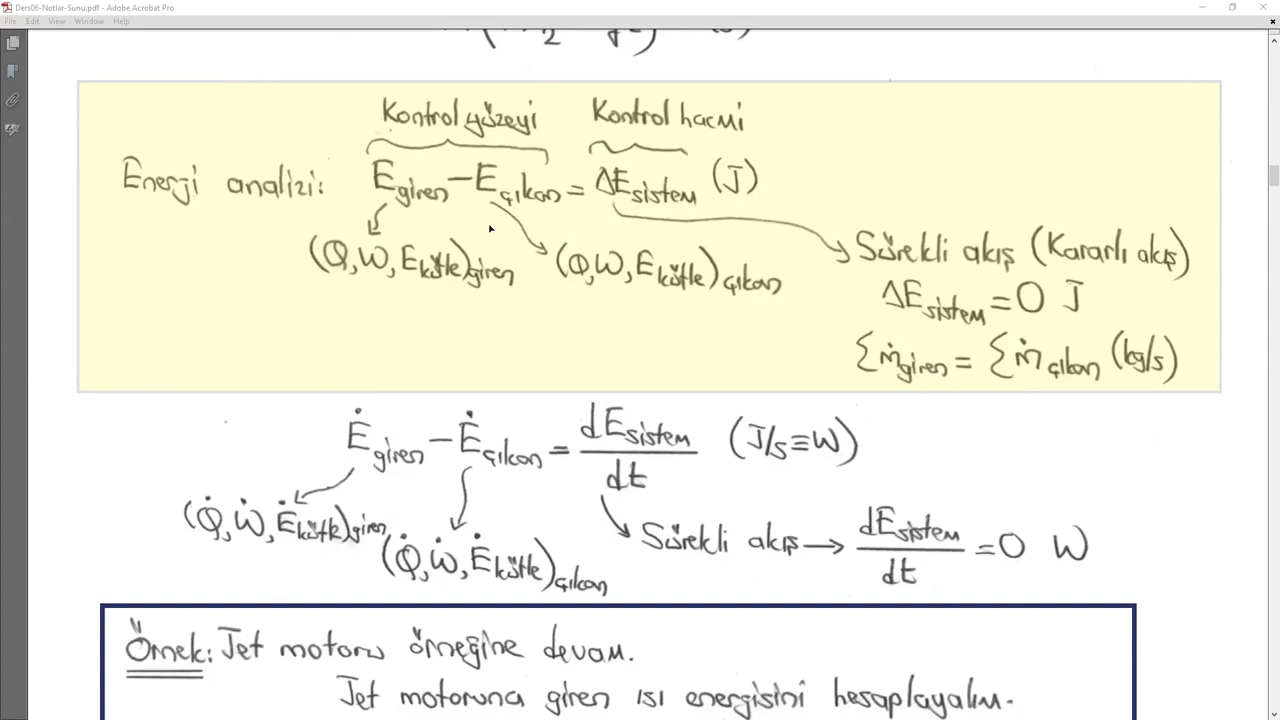 Ders06-Notlar-Sunu.pdf - Adobe Acrobat Pro
File Edit View Window Help
Kontrol yüzeyi Kontrol hacmi
Enerji analizi: E giren − E çıkan = ΔE sistem (J)
(Q, W, E kütle) giren (Q, W, E kütle) çıkan Sürekli akış (Kararlı akış)
ΔE sistem = 0 J
Σṁ giren = Σṁ çıkan (kg/s)
Ė giren − Ė çıkan = dE sistem / dt (J/s ≡ W)
(Q̇, Ẇ, Ė kütle) giren (Q̇, Ẇ, Ė kütle) çıkan
Sürekli akış → dE sistem / dt = 0 W
Örnek: Jet motoru örneğine devam.
Jet motoruna giren ısı energisini hesaplayalım.